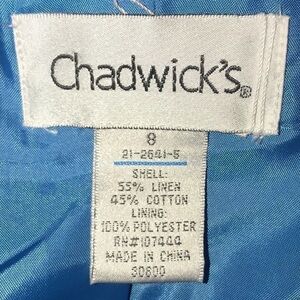 Chadwick's®
8
21-2641-5
SHELL:
55% LINEN
45% COTTON
LINING:
100% POLYESTER
RN#107444
MADE IN CHINA
30600